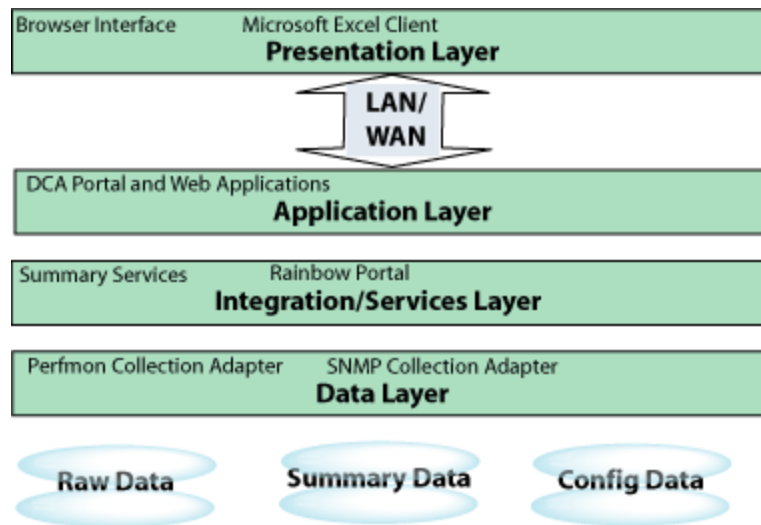 Browser Interface Microsoft Excel Client
Presentation Layer
LAN/
WAN
DCA Portal and Web Applications
Application Layer
Summary Services Rainbow Portal
Integration/Services Layer
Perfmon Collection Adapter SNMP Collection Adapter
Data Layer
Raw Data Summary Data Config Data